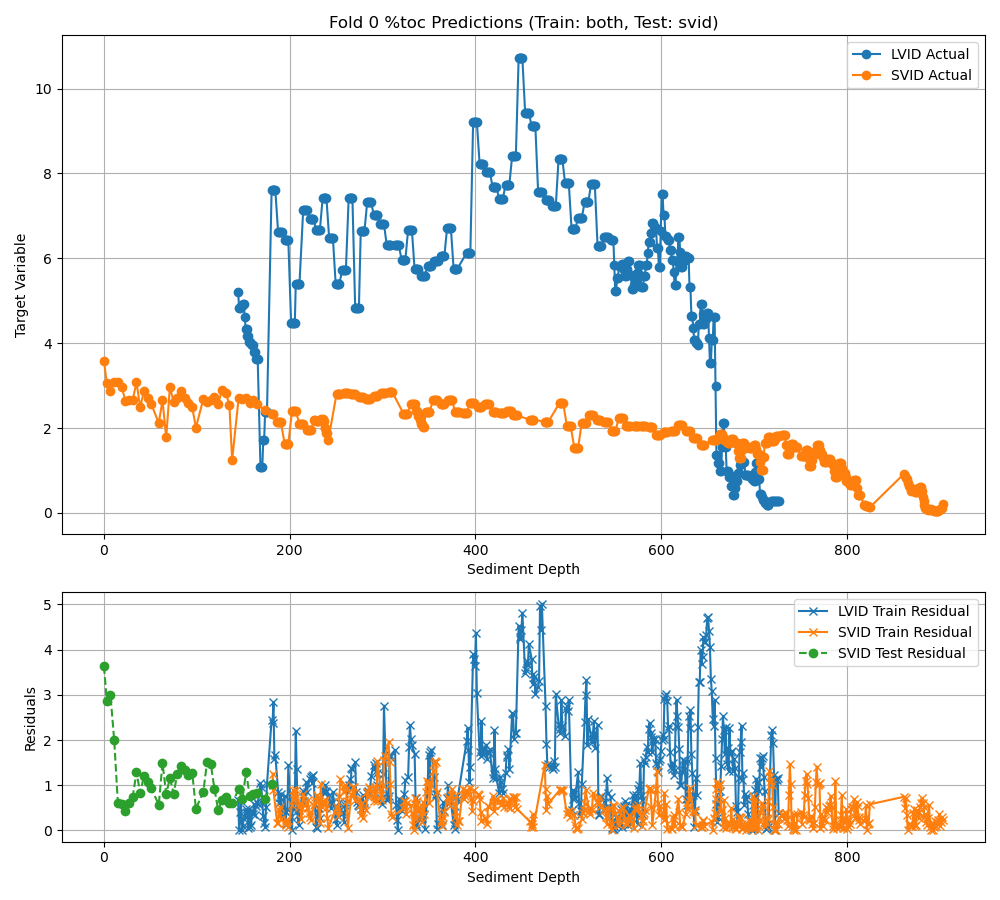 Fold 0 %toc Predictions (Train: both, Test: svid)
LVID Actual
SVID Actual
Target Variable
10
8
6
4
2
0
0 200 400 600 800
Sediment Depth
LVID Train Residual
SVID Train Residual
SVID Test Residual
Residuals
5
4
3
2
1
0
0 200 400 600 800
Sediment Depth